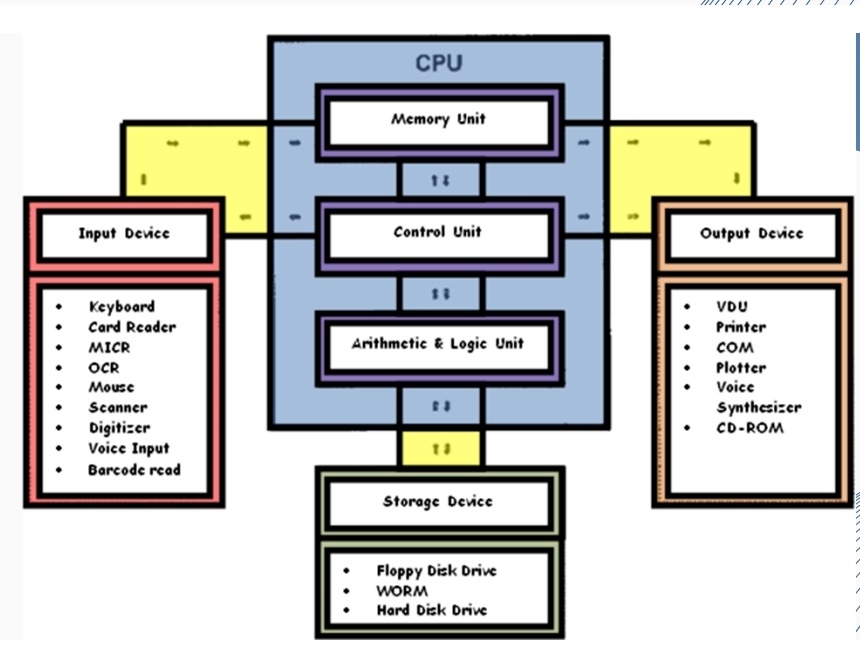 CPU
Memory Unit
Control Unit
Arithmetic & Logic Unit
Input Device
• Keyboard
• Card Reader
• MICR
• OCR
• Mouse
• Scanner
• Digitizer
• Voice Input
• Barcode read
Output Device
• VDU
• Printer
• COM
• Plotter
• Voice
Synthesizer
• CD-ROM
Storage Device
• Floppy Disk Drive
• WORM
• Hard Disk Drive